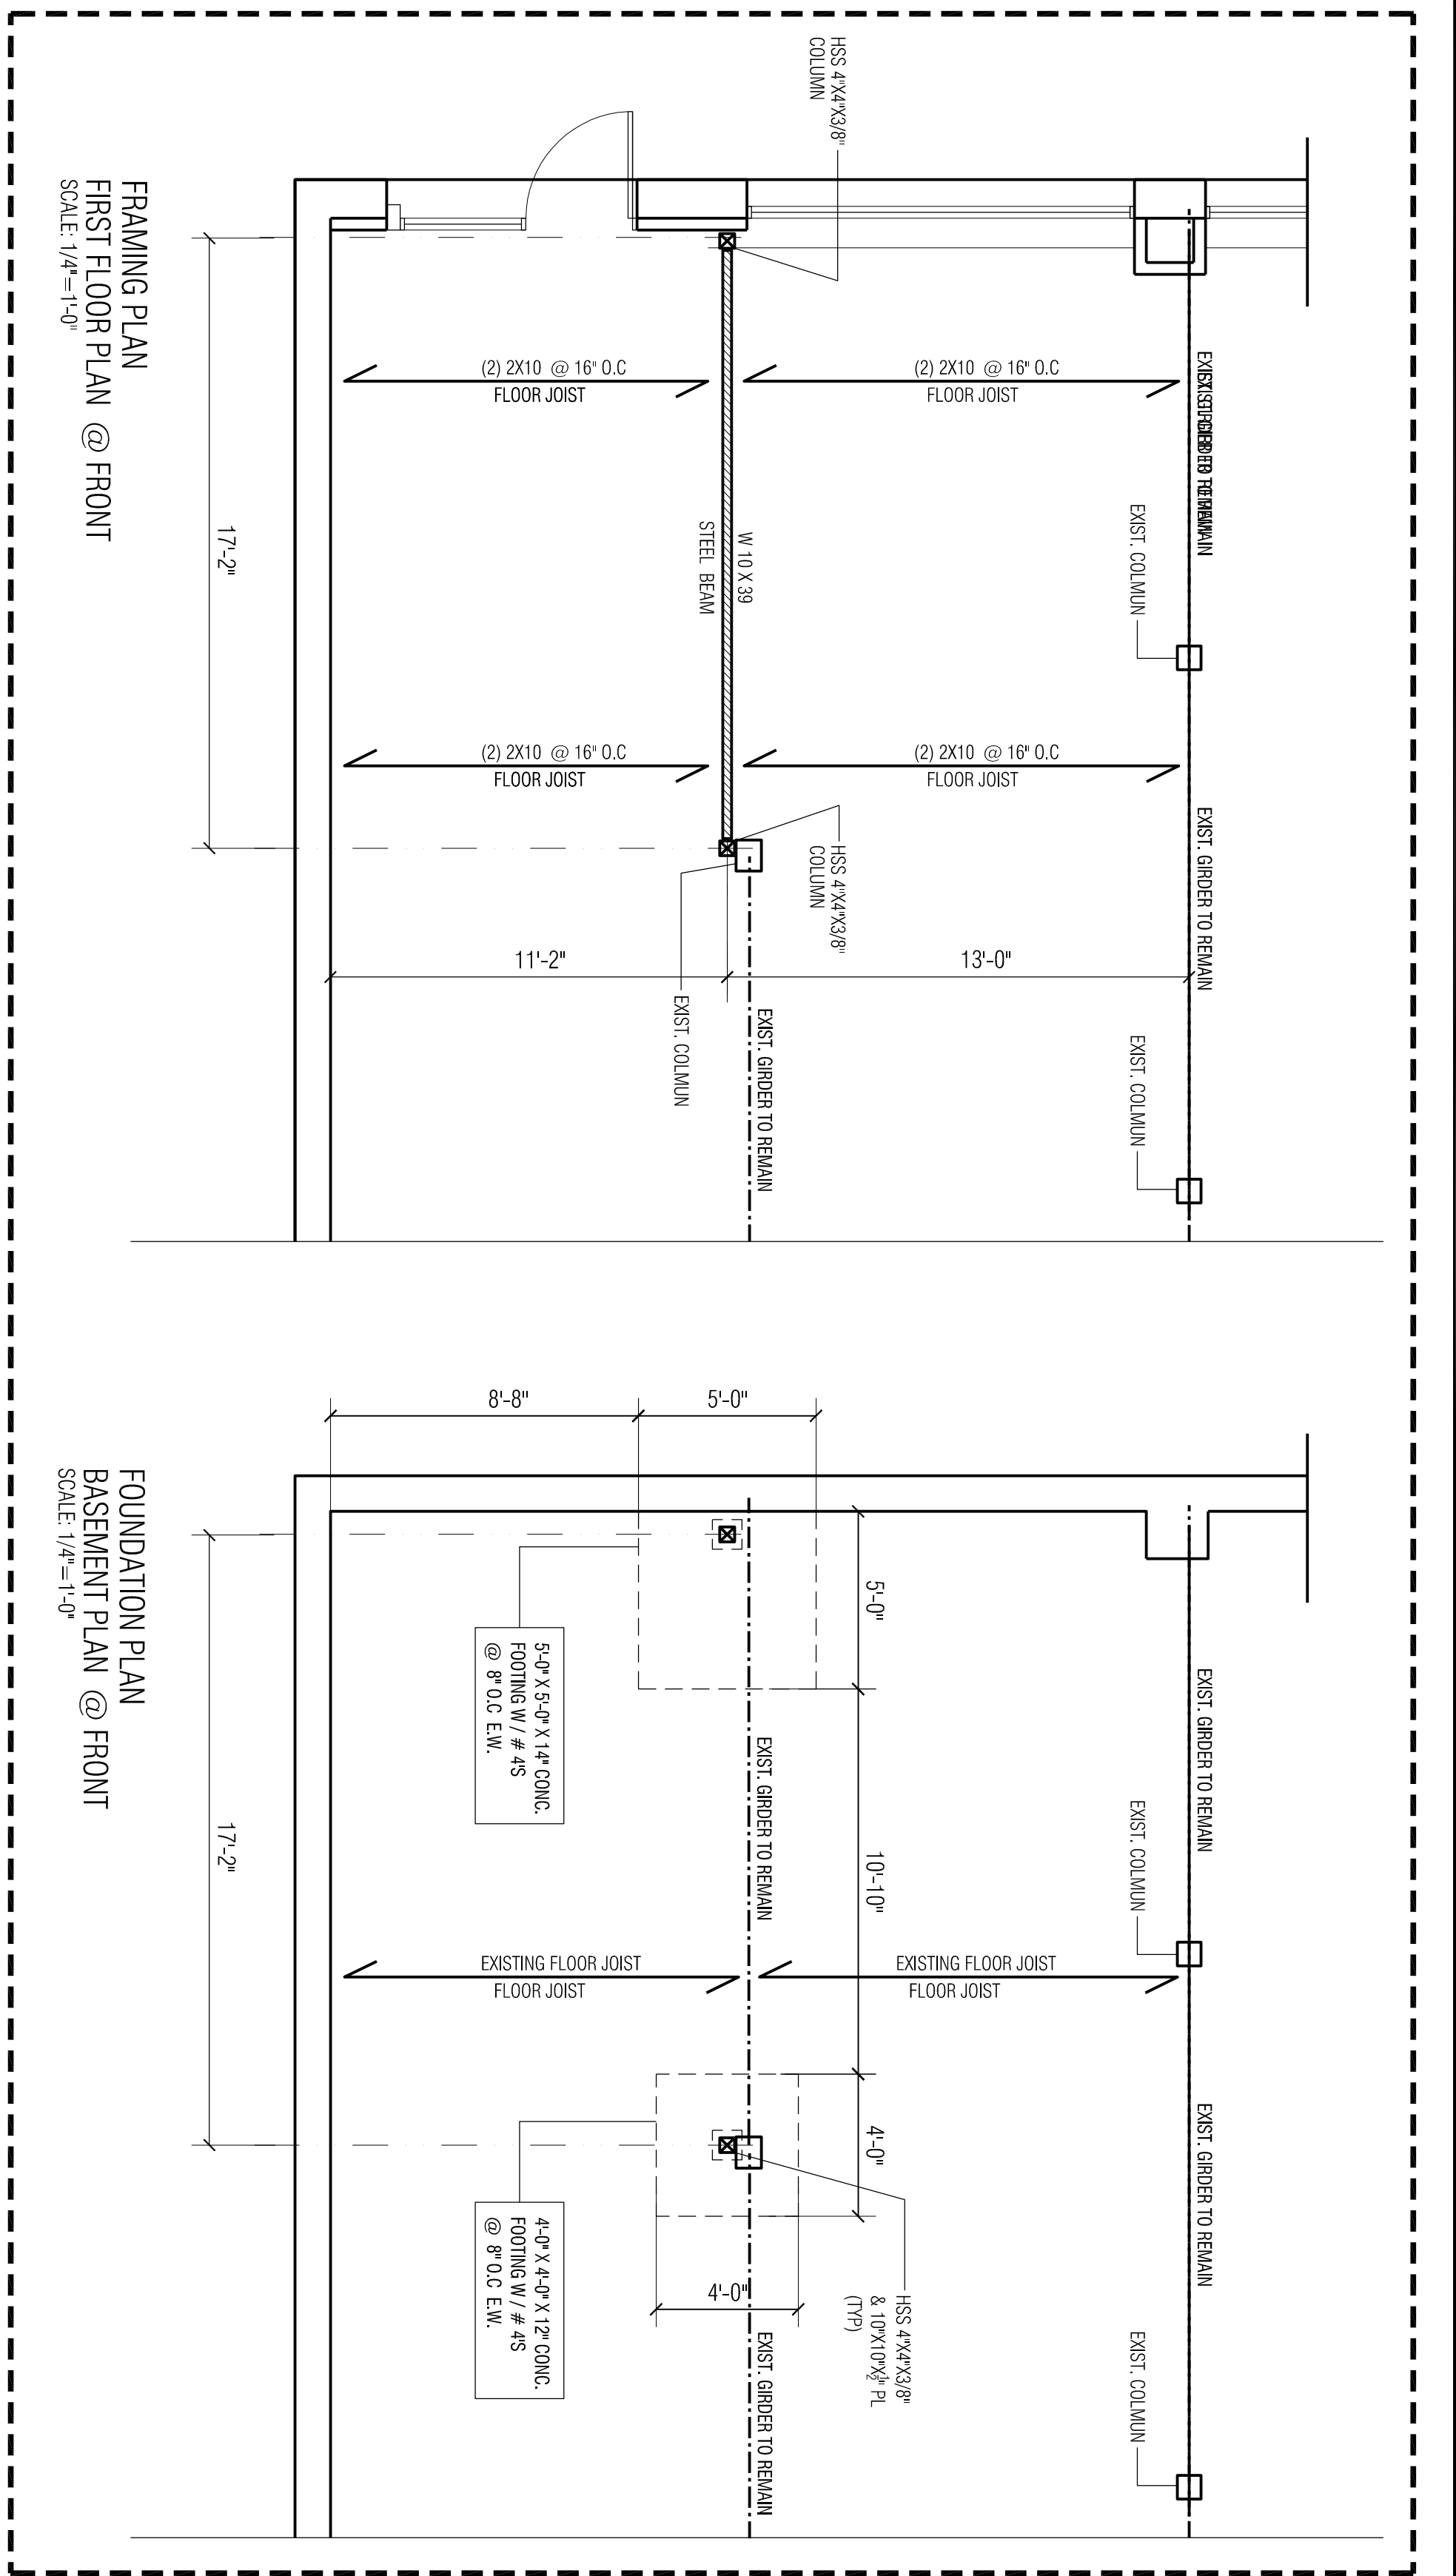 HSS 4"X4"X3/8"
COLUMN
(2) 2X10 @ 16" O.C
FLOOR JOIST
(2) 2X10 @ 16" O.C
FLOOR JOIST
EXIST. COLMUN
W 10 X 39
STEEL BEAM
(2) 2X10 @ 16" O.C
FLOOR JOIST
(2) 2X10 @ 16" O.C
FLOOR JOIST
HSS 4"X4"X3/8"
COLUMN
EXIST. GIRDER TO REMAIN
11'-2"
13'-0"
EXIST. COLMUN
EXIST. GIRDER TO REMAIN
EXIST. COLMUN
17'-2"
FRAMING PLAN
FIRST FLOOR PLAN @ FRONT
SCALE: 1/4"=1'-0"
8'-8"
5'-0"
5'-0"
5'-0" X 5'-0" X 14" CONC.
FOOTING W / # 4'S
@ 8" O.C E.W.
EXIST. GIRDER TO REMAIN
EXIST. GIRDER TO REMAIN
EXIST. COLMUN
10'-10"
EXISTING FLOOR JOIST
FLOOR JOIST
EXISTING FLOOR JOIST
FLOOR JOIST
4'-0"
EXIST. GIRDER TO REMAIN
4'-0" X 4'-0" X 12" CONC.
FOOTING W / # 4'S
@ 8" O.C E.W.
4'-0"
HSS 4"X4"X3/8"
& 10"X10"X1/2" PL
(TYP)
EXIST. GIRDER TO REMAIN
EXIST. COLMUN
17'-2"
FOUNDATION PLAN
BASEMENT PLAN @ FRONT
SCALE: 1/4"=1'-0"